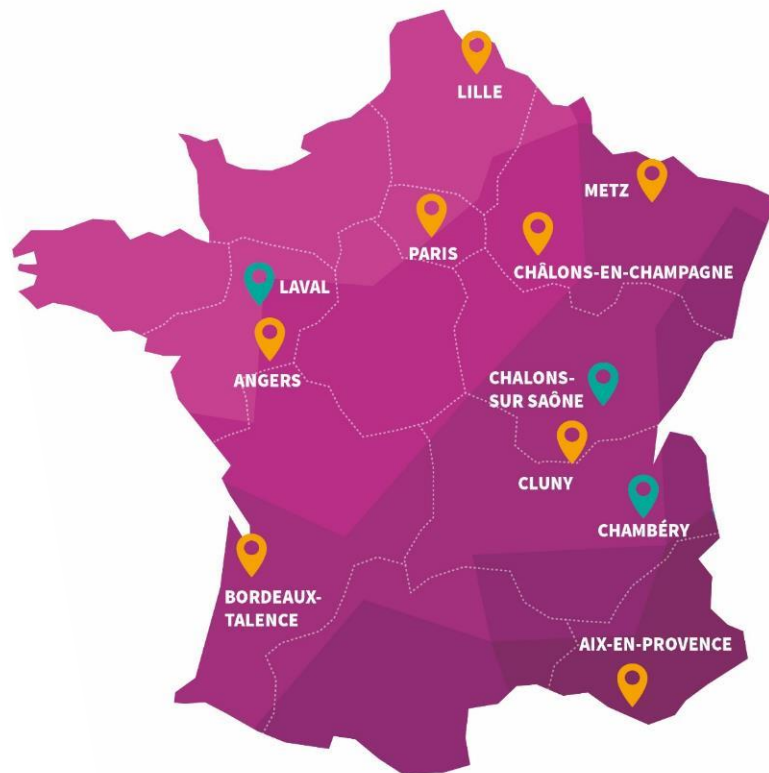 LILLE
METZ
PARIS
CHÂLONS-EN-CHAMPAGNE
LAVAL
ANGERS
CHALONS-
SUR SAÔNE
CLUNY
CHAMBÉRY
BORDEAUX-
TALENCE
AIX-EN-PROVENCE